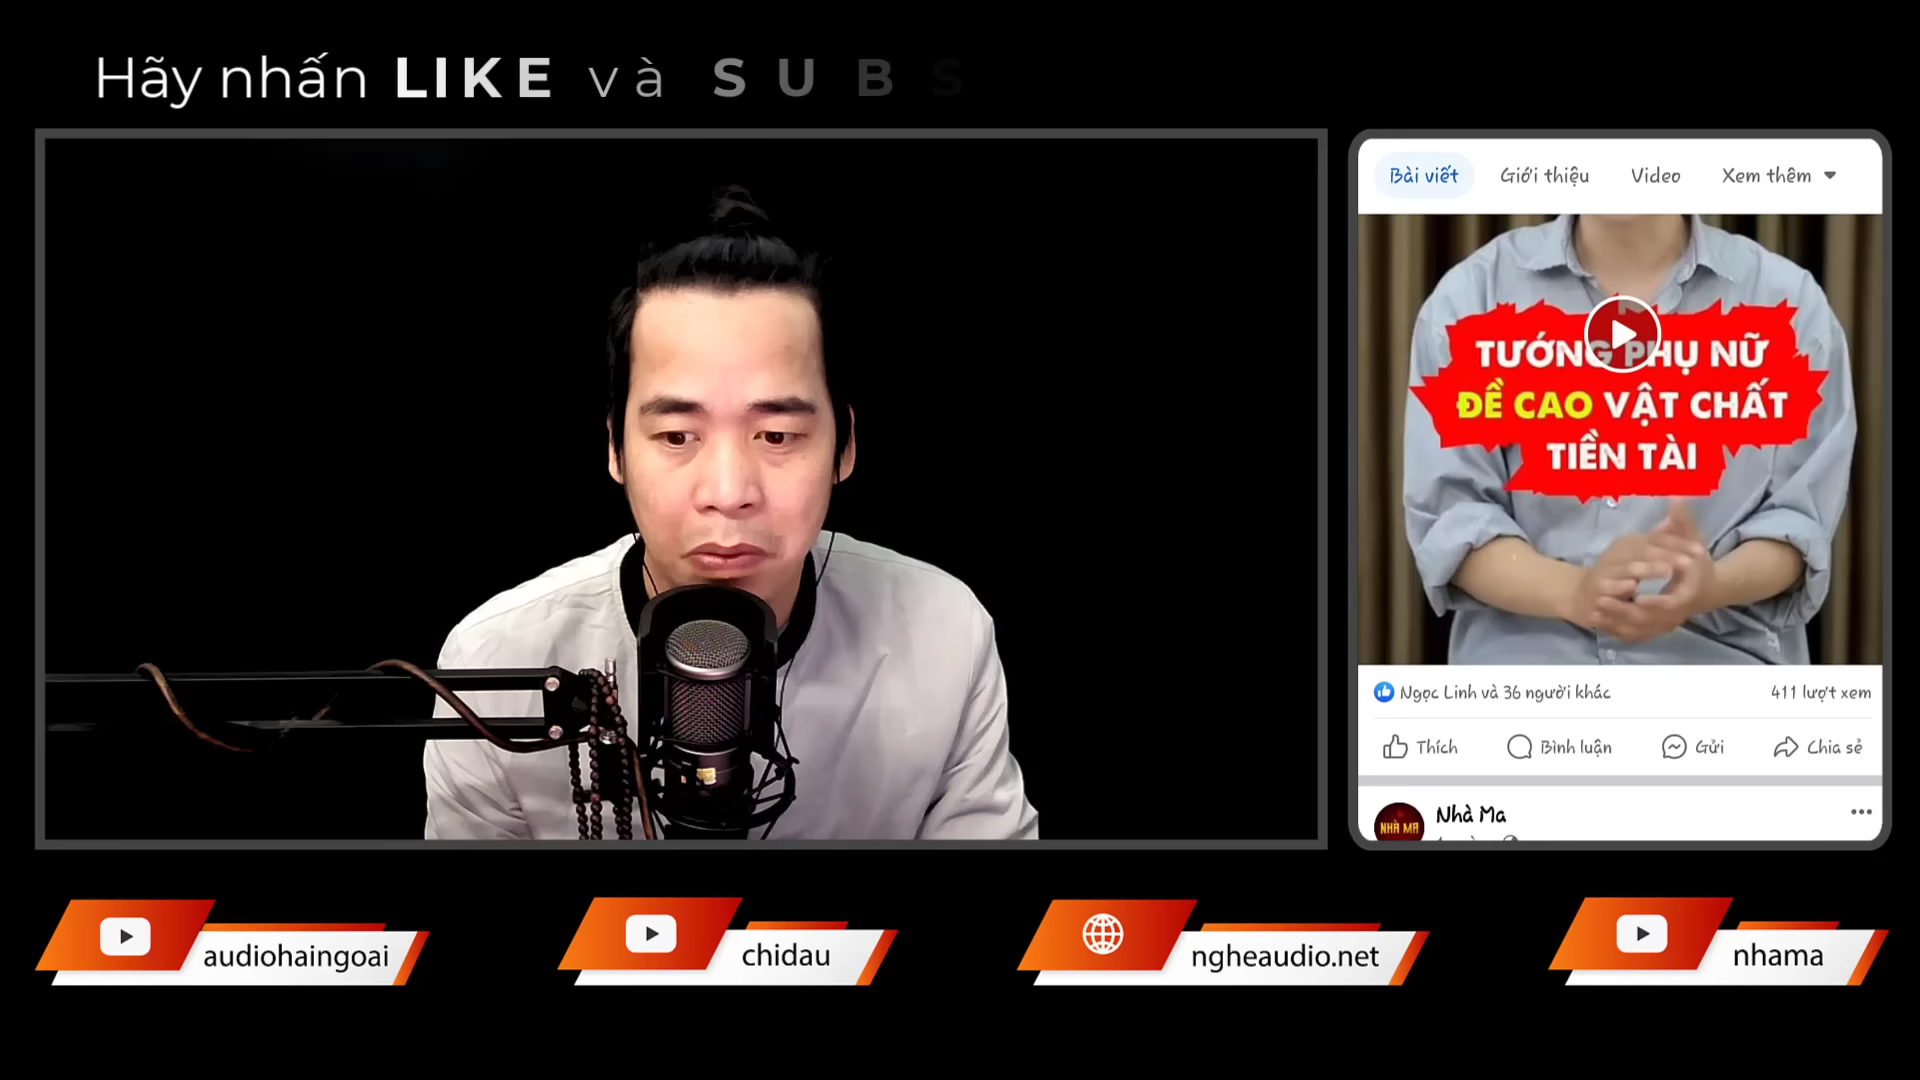 Hãy nhấn LIKE và SUBS
Bài viết Giới thiệu Video Xem thêm
TƯỚNG PHỤ NỮ
ĐỀ CAO VẬT CHẤT
TIỀN TÀI
Ngọc Linh và 36 người khác 411 lượt xem
Thích Bình luận Gửi Chia sẻ
NHÀ MA Nhà Ma
audiohaingoai chidau ngheaudio.net nhama